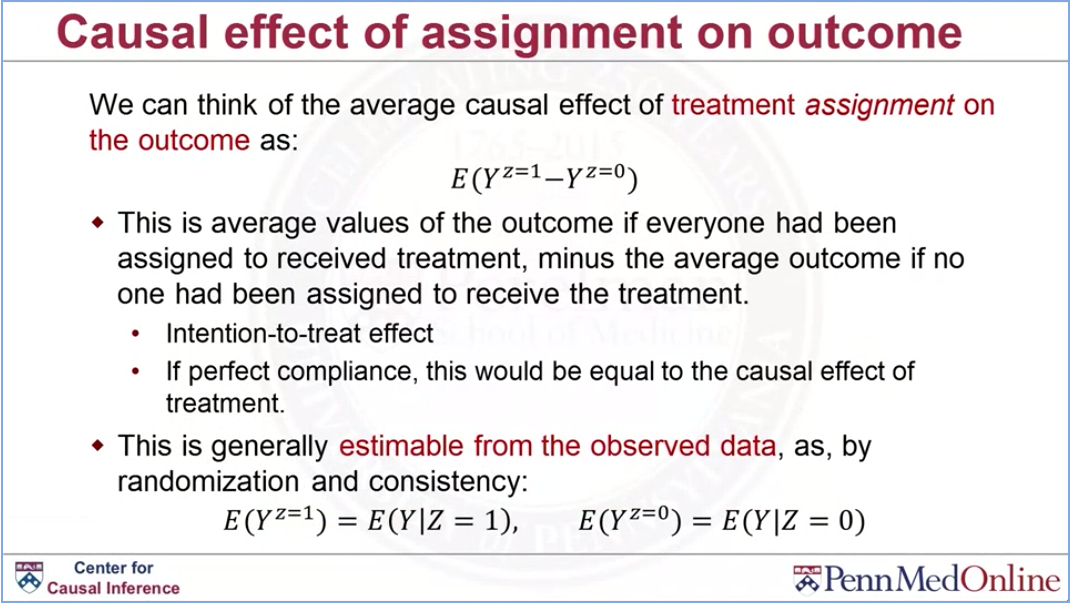 Causal effect of assignment on outcome
We can think of the average causal effect of treatment assignment on
the outcome as:
E(Y^{z=1}−Y^{z=0})
◆ This is average values of the outcome if everyone had been
assigned to received treatment, minus the average outcome if no
one had been assigned to receive the treatment.
• Intention-to-treat effect
• If perfect compliance, this would be equal to the causal effect of
treatment.
◆ This is generally estimable from the observed data, as, by
randomization and consistency:
E(Y^{z=1}) = E(Y|Z = 1), E(Y^{z=0}) = E(Y|Z = 0)
Center for
Causal Inference
PennMedOnline